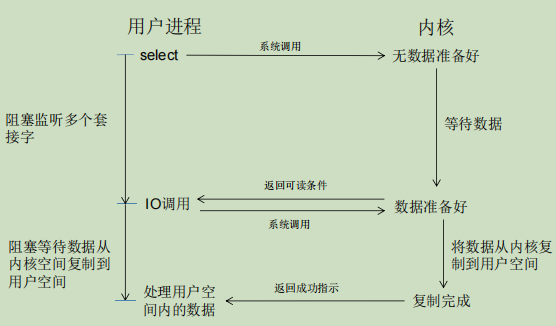 用户进程
内核
系统调用
select
无数据准备好
阻塞监听多个套
接字
等待数据
返回可读条件
IO调用
数据准备好
系统调用
阻塞等待数据从
内核空间复制到
用户空间
将数据从内核复
制到用户空间
返回成功指示
处理用户空
间内的数据
复制完成